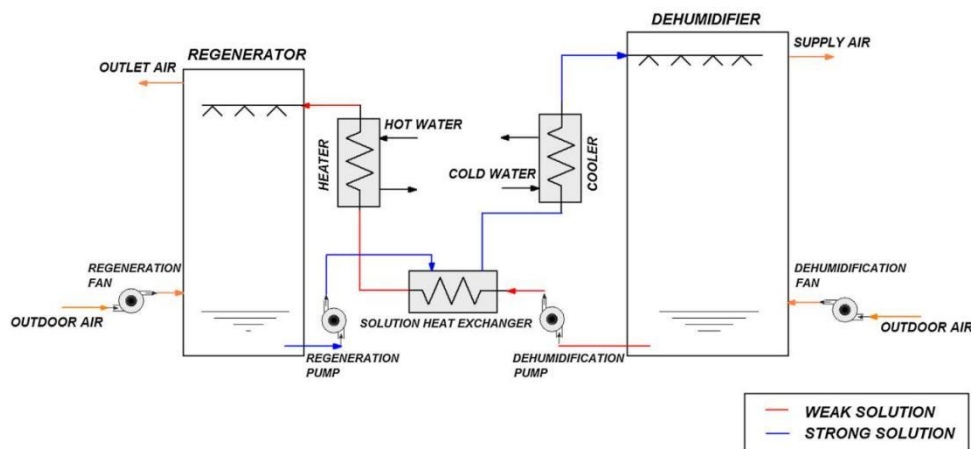 DEHUMIDIFIER
REGENERATOR
SUPPLY AIR
OUTLET AIR
HOT WATER
HEATER
COLD WATER
COOLER
REGENERATION
FAN
DEHUMIDIFICATION
FAN
OUTDOOR AIR
SOLUTION HEAT EXCHANGER
OUTDOOR AIR
REGENERATION
PUMP
DEHUMIDIFICATION
PUMP
WEAK SOLUTION
STRONG SOLUTION